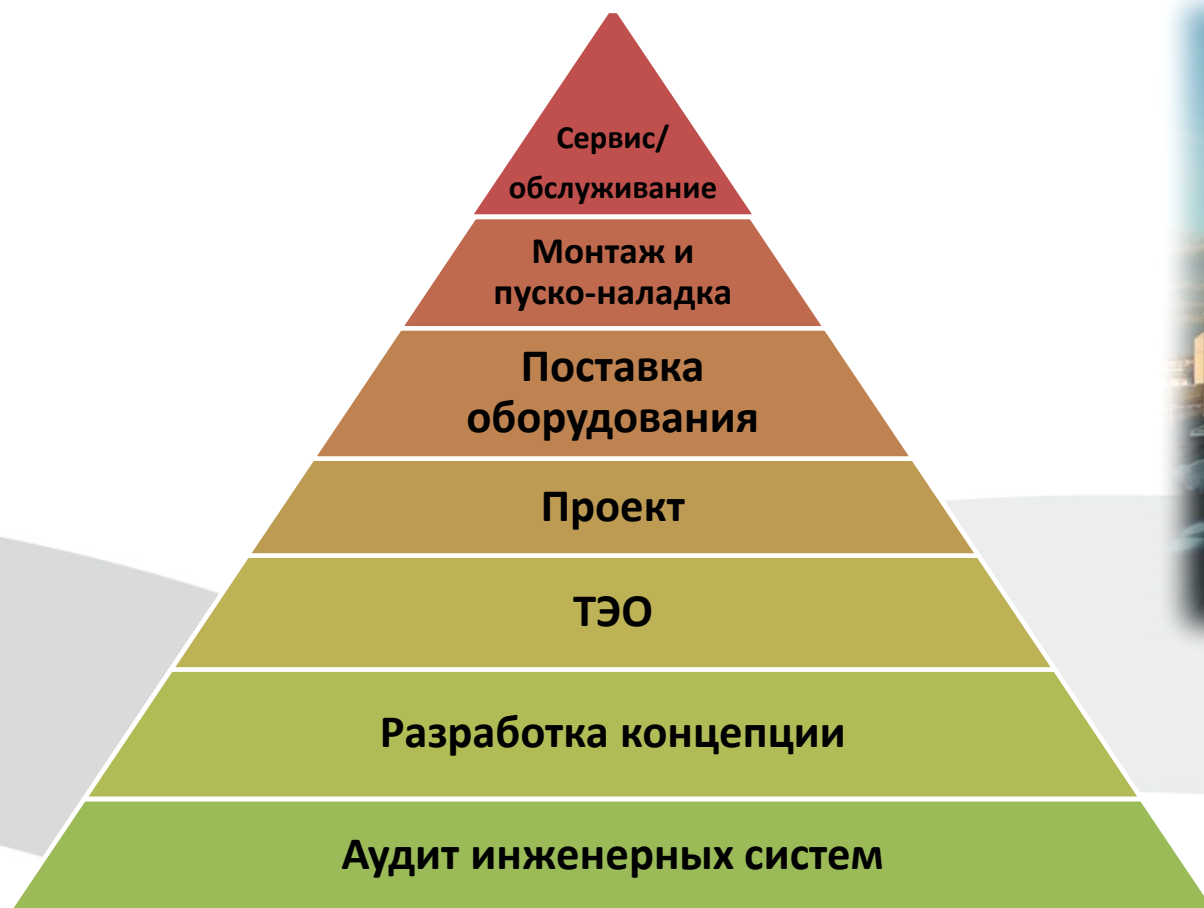 Сервис/
обслуживание
Монтаж и
пуско-наладка
Поставка
оборудования
Проект
ТЭО
Разработка концепции
Аудит инженерных систем